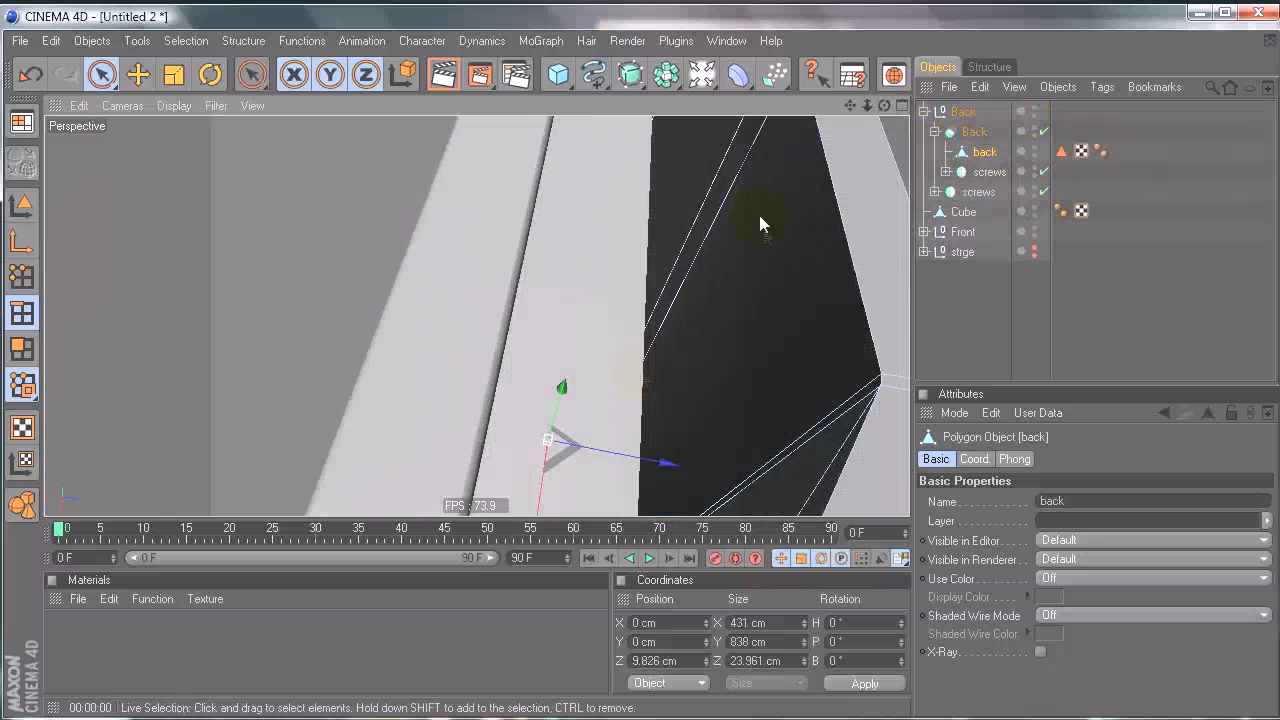 CINEMA 4D - [Untitled 2 *]
File Edit Objects Tools Selection Structure Functions Animation Character Dynamics MoGraph Hair Render Plugins Window Help
Objects Structure
Edit Cameras Display Filter View
File Edit View Objects Tags Bookmarks
Perspective
Back
Back
back
screws
screws
Cube
Front
strge
Attributes
Mode Edit User Data
Polygon Object [back]
Basic Coord. Phong
Basic Properties
Name back
Layer
Visible in Editor Default
Visible in Renderer Default
Use Color Off
Display Color
Shaded Wire Mode Off
Shaded Wire Color
X-Ray
FPS : 73.9
0 5 10 15 20 25 30 35 40 45 50 55 60 65 70 75 80 85 90 0 F
0 F 0 F 90 F 90 F
Materials
File Edit Function Texture
Coordinates
Position Size Rotation
X 0 cm X 431 cm H 0 °
Y 0 cm Y 838 cm P 0 °
Z 9.826 cm Z 23.961 cm B 0 °
Object Size Apply
MAXON CINEMA 4D
00:00:00 Live Selection: Click and drag to select elements. Hold down SHIFT to add to the selection, CTRL to remove.